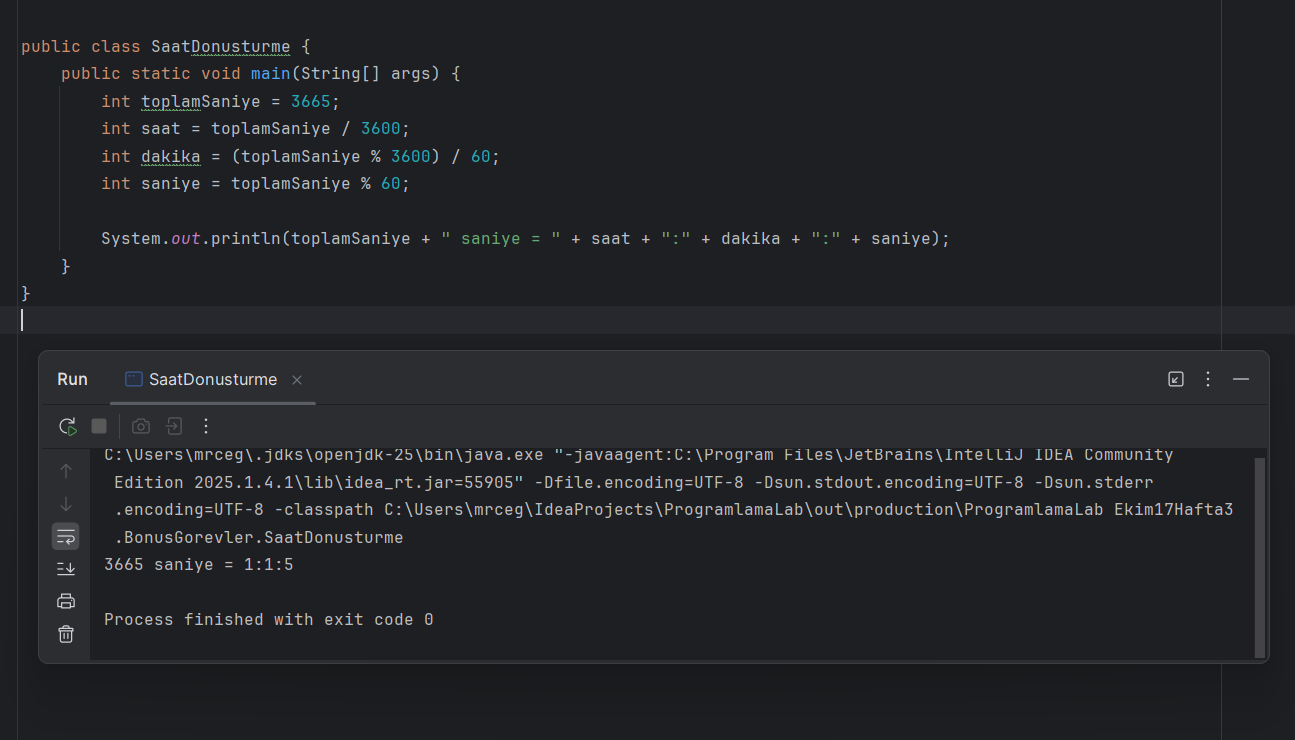 public class SaatDonusturme {
    public static void main(String[] args) {
        int toplamSaniye = 3665;
        int saat = toplamSaniye / 3600;
        int dakika = (toplamSaniye % 3600) / 60;
        int saniye = toplamSaniye % 60;

        System.out.println(toplamSaniye + " saniye = " + saat + ":" + dakika + ":" + saniye);
    }
}
Run SaatDonusturme
C:\Users\mrceg\.jdks\openjdk-25\bin\java.exe "-javaagent:C:\Program Files\JetBrains\IntelliJ IDEA Community
 Edition 2025.1.4.1\lib\idea_rt.jar=55905" -Dfile.encoding=UTF-8 -Dsun.stdout.encoding=UTF-8 -Dsun.stderr
 .encoding=UTF-8 -classpath C:\Users\mrceg\IdeaProjects\ProgramlamaLab\out\production\ProgramlamaLab Ekim17Hafta3
 .BonusGorevler.SaatDonusturme
3665 saniye = 1:1:5

Process finished with exit code 0